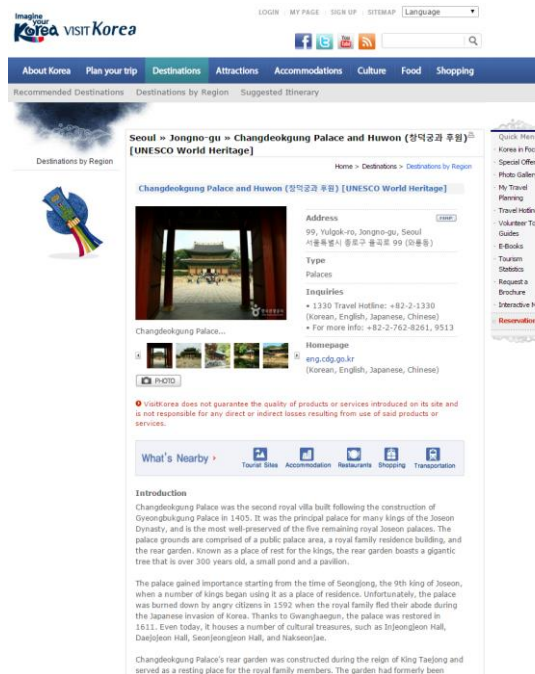 Imagine
your
Korea VISIT Korea
LOGIN MY PAGE SIGN UP SITEMAP Language
About Korea Plan your trip Destinations Attractions Accommodations Culture Food Shopping
Recommended Destinations Destinations by Region Suggested Itinerary
Destinations by Region
Seoul » Jongno-gu » Changdeokgung Palace and Huwon (창덕궁과 후원)
[UNESCO World Heritage]
Home > Destinations > Destinations by Region
Changdeokgung Palace and Huwon (창덕궁과 후원) [UNESCO World Heritage]
Address
99, Yulgok-ro, Jongno-gu, Seoul
서울특별시 종로구 율곡로 99 (와룡동)
Type
Palaces
Inquiries
• 1330 Travel Hotline: +82-2-1330
(Korean, English, Japanese, Chinese)
• For more info: +82-2-762-8261, 9513
Homepage
eng.cdg.go.kr
(Korean, English, Japanese, Chinese)
Changdeokgung Palace...
PHOTO
VisitKorea does not guarantee the quality of products or services introduced on its site and
is not responsible for any direct or indirect losses resulting from use of said products or
services.
What's Nearby
Tourist Sites Accommodation Restaurants Shopping Transportation
Introduction
Changdeokgung Palace was the second royal villa built following the construction of
Gyeongbukgung Palace in 1405. It was the principal palace for many kings of the Joseon
Dynasty, and is the most well-preserved of the five remaining royal Joseon palaces. The
palace grounds are comprised of a public palace area, a royal family residence building, and
the rear garden. Known as a place of rest for the kings, the rear garden boasts a gigantic
tree that is over 300 years old, a small pond and a pavilion.
The palace gained importance starting from the time of Seongjong, the 9th king of Joseon,
when a number of kings began using it as a place of residence. Unfortunately, the palace
was burned down by angry citizens in 1592 when the royal family fled their abode during
the Japanese invasion of Korea. Thanks to Gwanghaegun, the palace was restored in
1611. Even today, it houses a number of cultural treasures, such as Injeongjeon Hall,
Daejojeon Hall, Seonjeongjeon Hall, and Nakseonjae.
Changdeokgung Palace's rear garden was constructed during the reign of King Taejong and
served as a resting place for the royal family members. The garden had formerly been
Quick Men
Korea in Foc
Special Offer
Photo Gallery
My Travel
Planning
Travel Hotlin
Volunteer To
Guides
E-Books
Tourism
Statistics
Request a
Brochure
Interactive M
Reservation